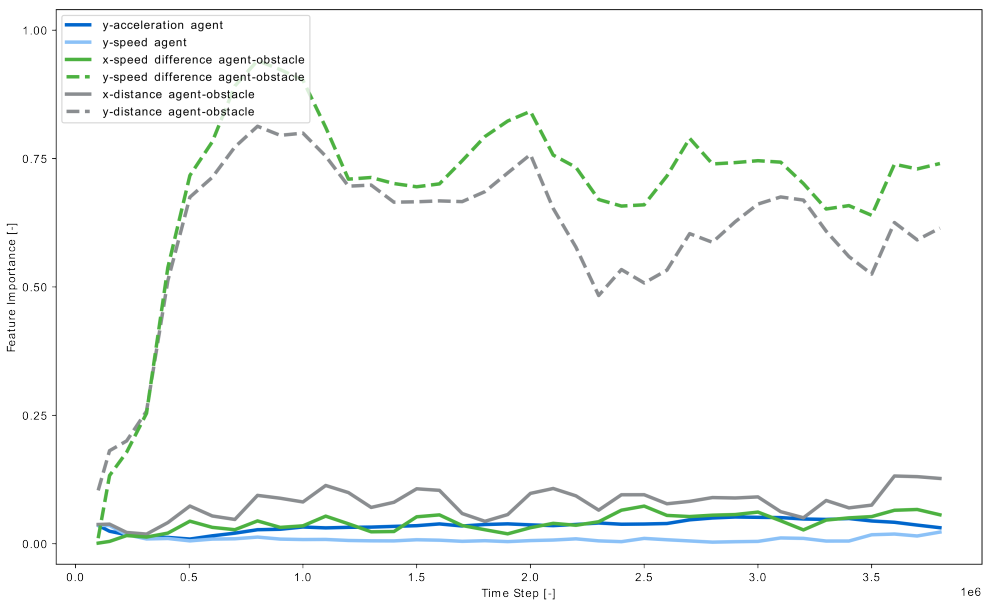 y-acceleration agent
y-speed agent
x-speed difference agent-obstacle
y-speed difference agent-obstacle
x-distance agent-obstacle
y-distance agent-obstacle
1.00
0.75
0.50
0.25
0.00
Feature Importance [-]
0.0 0.5 1.0 1.5 2.0 2.5 3.0 3.5
1e6
Time Step [-]